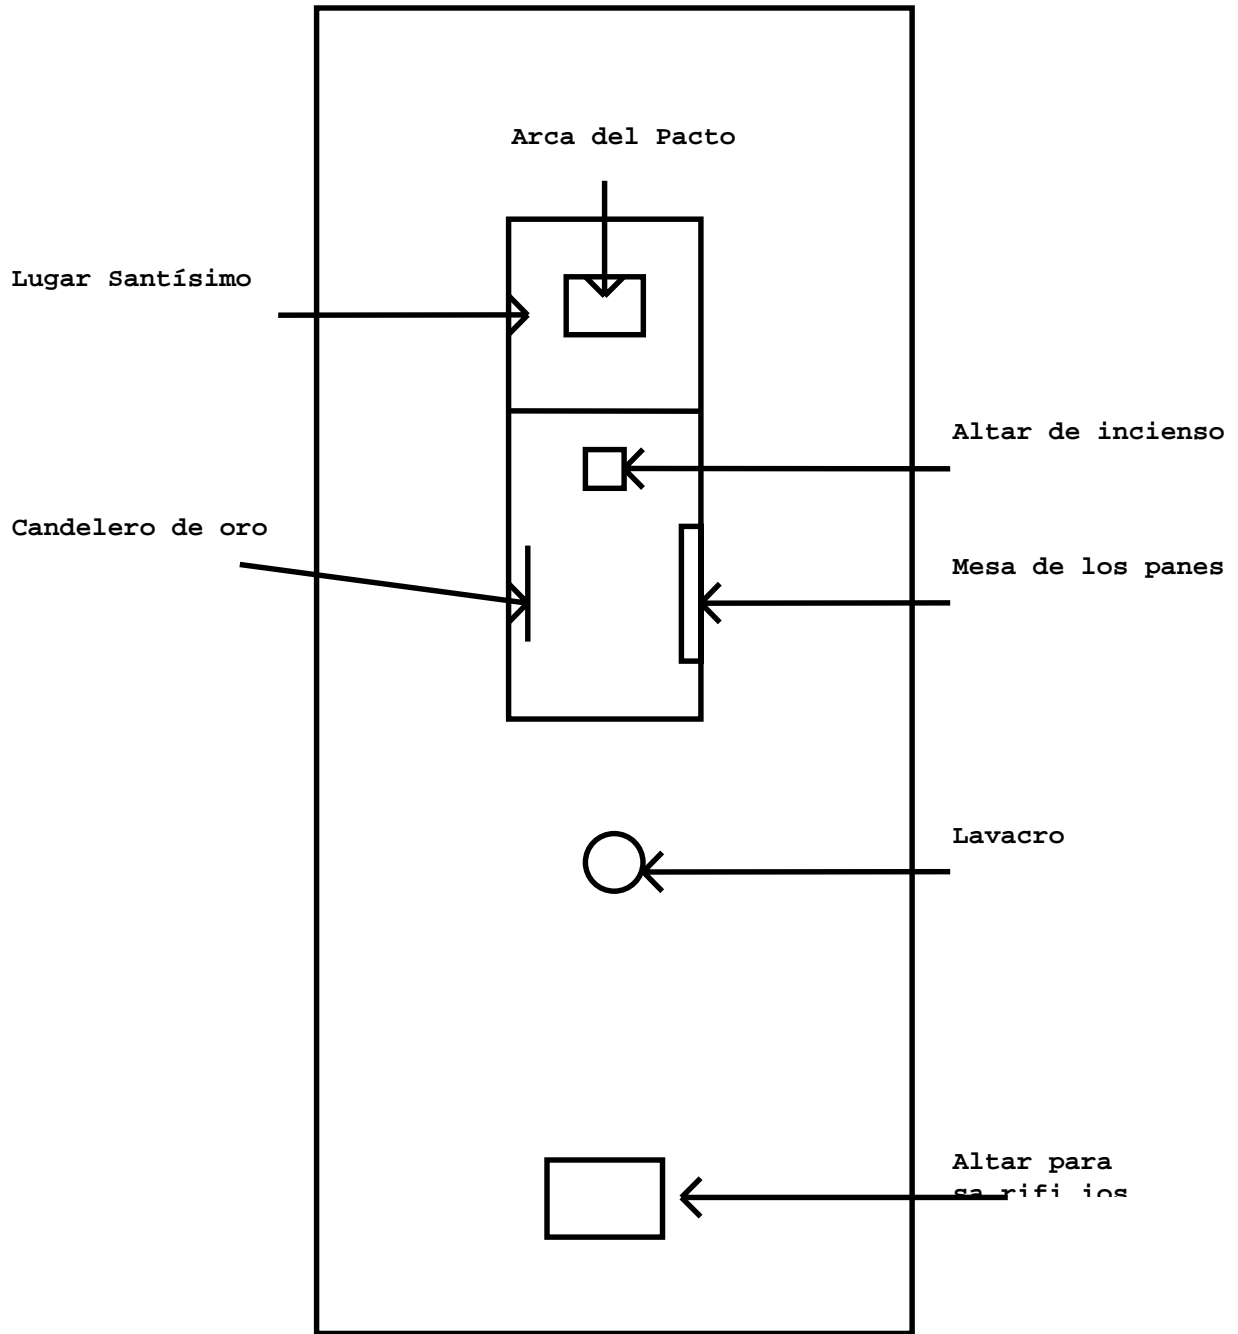 Arca del Pacto
Lugar Santísimo
Altar de incienso
Candelero de oro
Mesa de los panes
Lavacro
Altar para